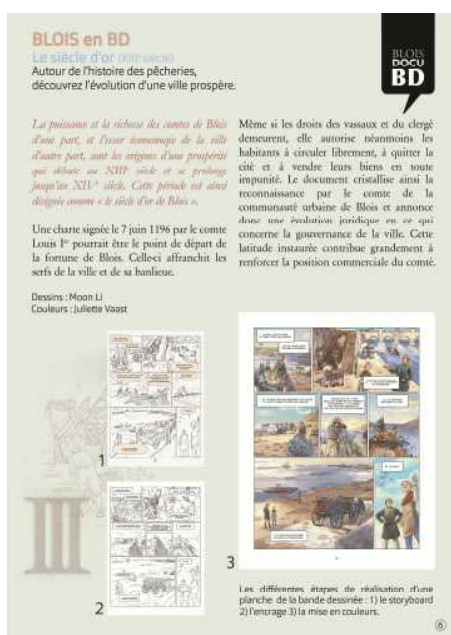 BLOIS en BD
Le siècle d'or (XIIIe siècle)
Autour de l'histoire des pêcheries,
découvrez l'évolution d'une ville prospère.
BLOIS
DOCU
BD
La puissance et la richesse des comtes de Blois
d'une part, et l'essor économique de la ville
d'autre part, sont les origines d'une prospérité
qui débute au XIIIe siècle et se prolonge
jusqu'au XIVe siècle. Cette période est ainsi
désignée comme « le siècle d'or de Blois ».
Une charte signée le 7 juin 1196 par le comte
Louis Ier pourrait être le point de départ de
la fortune de Blois. Celle-ci affranchit les
serfs de la ville et de sa banlieue.
Même si les droits des vassaux et du clergé
demeurent, elle autorise néanmoins les
habitants à circuler librement, à quitter la
cité et à vendre leurs biens en toute
impunité. Le document cristallise ainsi la
reconnaissance par le comte de la
communauté urbaine de Blois et annonce
donc une évolution juridique en ce qui
concerne la gouvernance de la ville. Cette
latitude instaurée contribue grandement à
renforcer la position commerciale du comté.
Dessins : Moon Li
Couleurs : Juliette Vaast
III
1
2
3
Les différentes étapes de réalisation d'une
planche de la bande dessinée : 1) le storyboard
2) l'encrage 3) la mise en couleurs.
6